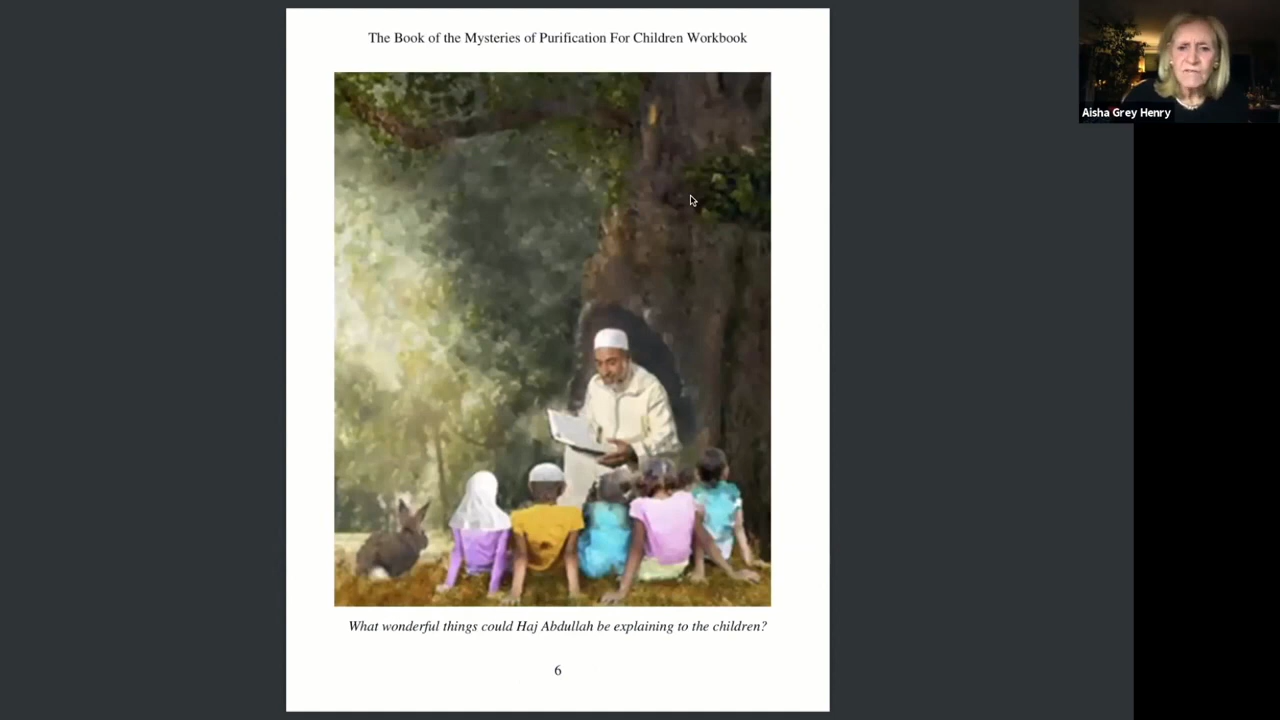 The Book of the Mysteries of Purification For Children Workbook
Aisha Grey Henry
What wonderful things could Haj Abdullah be explaining to the children?
6